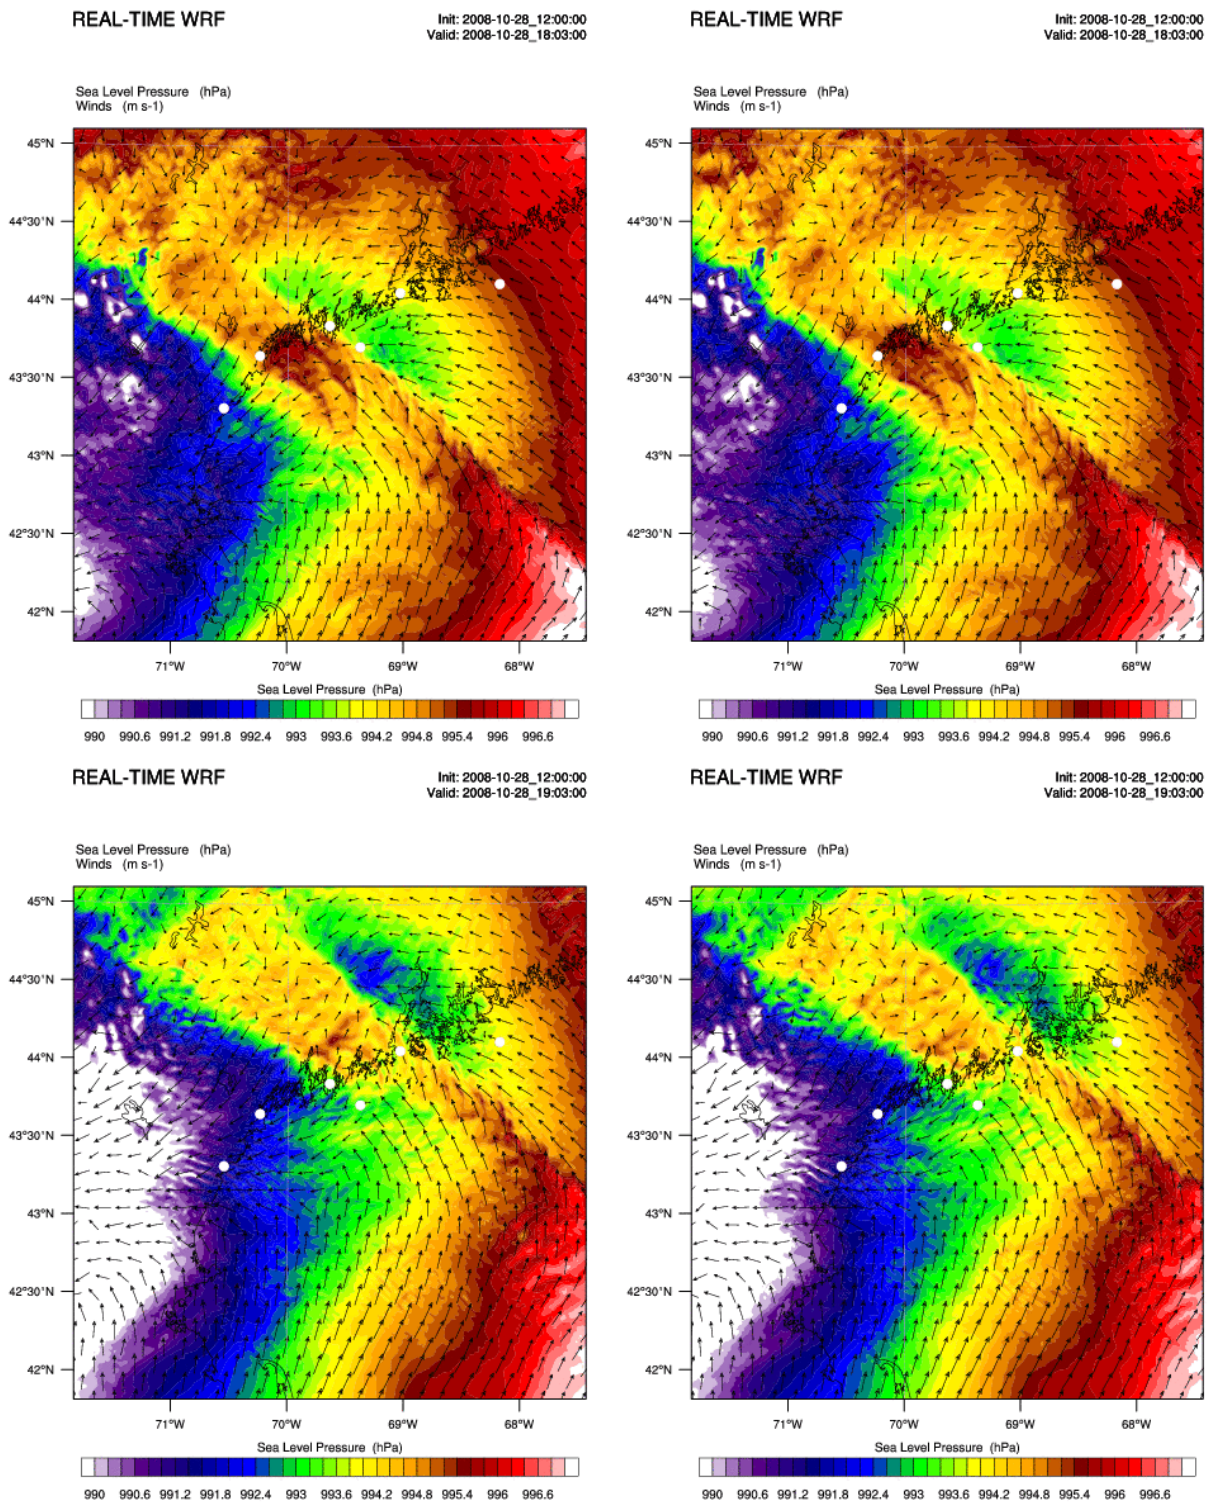 REAL-TIME WRF
Init: 2008-10-28_12:00:00
Valid: 2008-10-28_18:03:00
Sea Level Pressure (hPa)
Winds (m s-1)
45°N
44°30'N
44°N
43°30'N
43°N
42°30'N
42°N
71°W 70°W 69°W 68°W
Sea Level Pressure (hPa)
990 990.6 991.2 991.8 992.4 993 993.6 994.2 994.8 995.4 996 996.6
REAL-TIME WRF
Init: 2008-10-28_12:00:00
Valid: 2008-10-28_18:03:00
Sea Level Pressure (hPa)
Winds (m s-1)
45°N
44°30'N
44°N
43°30'N
43°N
42°30'N
42°N
71°W 70°W 69°W 68°W
Sea Level Pressure (hPa)
990 990.6 991.2 991.8 992.4 993 993.6 994.2 994.8 995.4 996 996.6
REAL-TIME WRF
Init: 2008-10-28_12:00:00
Valid: 2008-10-28_19:03:00
Sea Level Pressure (hPa)
Winds (m s-1)
45°N
44°30'N
44°N
43°30'N
43°N
42°30'N
42°N
71°W 70°W 69°W 68°W
Sea Level Pressure (hPa)
990 990.6 991.2 991.8 992.4 993 993.6 994.2 994.8 995.4 996 996.6
REAL-TIME WRF
Init: 2008-10-28_12:00:00
Valid: 2008-10-28_19:03:00
Sea Level Pressure (hPa)
Winds (m s-1)
45°N
44°30'N
44°N
43°30'N
43°N
42°30'N
42°N
71°W 70°W 69°W 68°W
Sea Level Pressure (hPa)
990 990.6 991.2 991.8 992.4 993 993.6 994.2 994.8 995.4 996 996.6